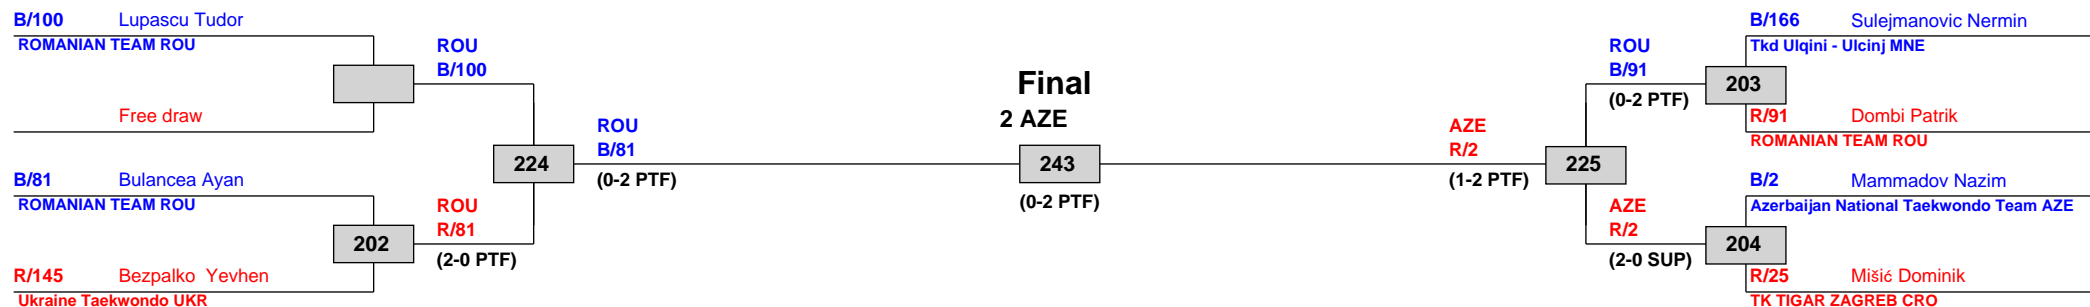 B/100 Lupascu Tudor
ROMANIAN TEAM ROU
Free draw
B/81 Bulancea Ayan
ROMANIAN TEAM ROU
R/145 Bezpalko  Yevhen
Ukraine Taekwondo UKR
202
ROU
B/100
ROU
R/81
(2-0 PTF)
224
ROU
B/81
(0-2 PTF)
Final
2 AZE
243
(0-2 PTF)
AZE
R/2
(1-2 PTF)
225
ROU
B/91
(0-2 PTF)
AZE
R/2
(2-0 SUP)
203
204
B/166 Sulejmanovic Nermin
Tkd Ulqini - Ulcinj MNE
R/91 Dombi Patrik
ROMANIAN TEAM ROU
B/2 Mammadov Nazim
Azerbaijan National Taekwondo Team AZE
R/25 Mišić Dominik
TK TIGAR ZAGREB CRO